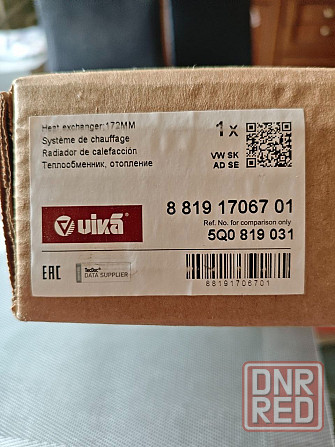 Heat exchanger;172MM
Système de chauffage
Radiador de calefacción
Теплообменник, отопление
1 x
VW SK
AD SE
vika
8 819 17067 01
Ref. No. for comparison only
5Q0 819 031
EAC
TecDoc
DATA SUPPLIER
88191706701
DNR
RED